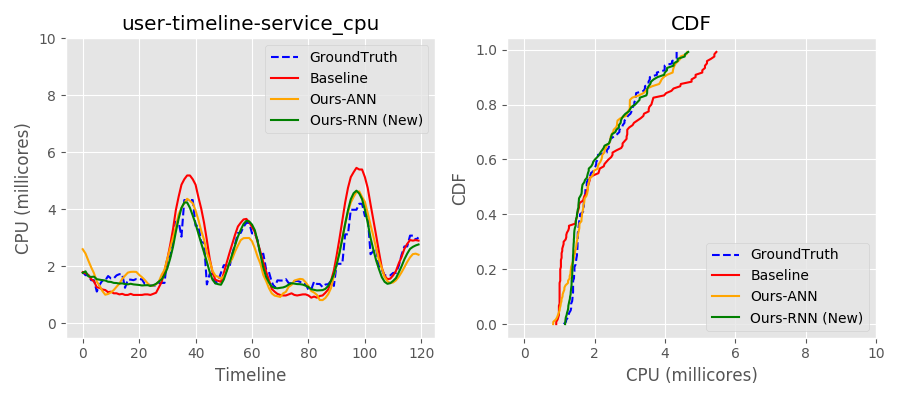 user-timeline-service_cpu
CPU (millicores)
10
8
6
4
2
0
GroundTruth
Baseline
Ours-ANN
Ours-RNN (New)
0 20 40 60 80 100 120
Timeline
CDF
CDF
1.0
0.8
0.6
0.4
0.2
0.0
GroundTruth
Baseline
Ours-ANN
Ours-RNN (New)
0 2 4 6 8 10
CPU (millicores)